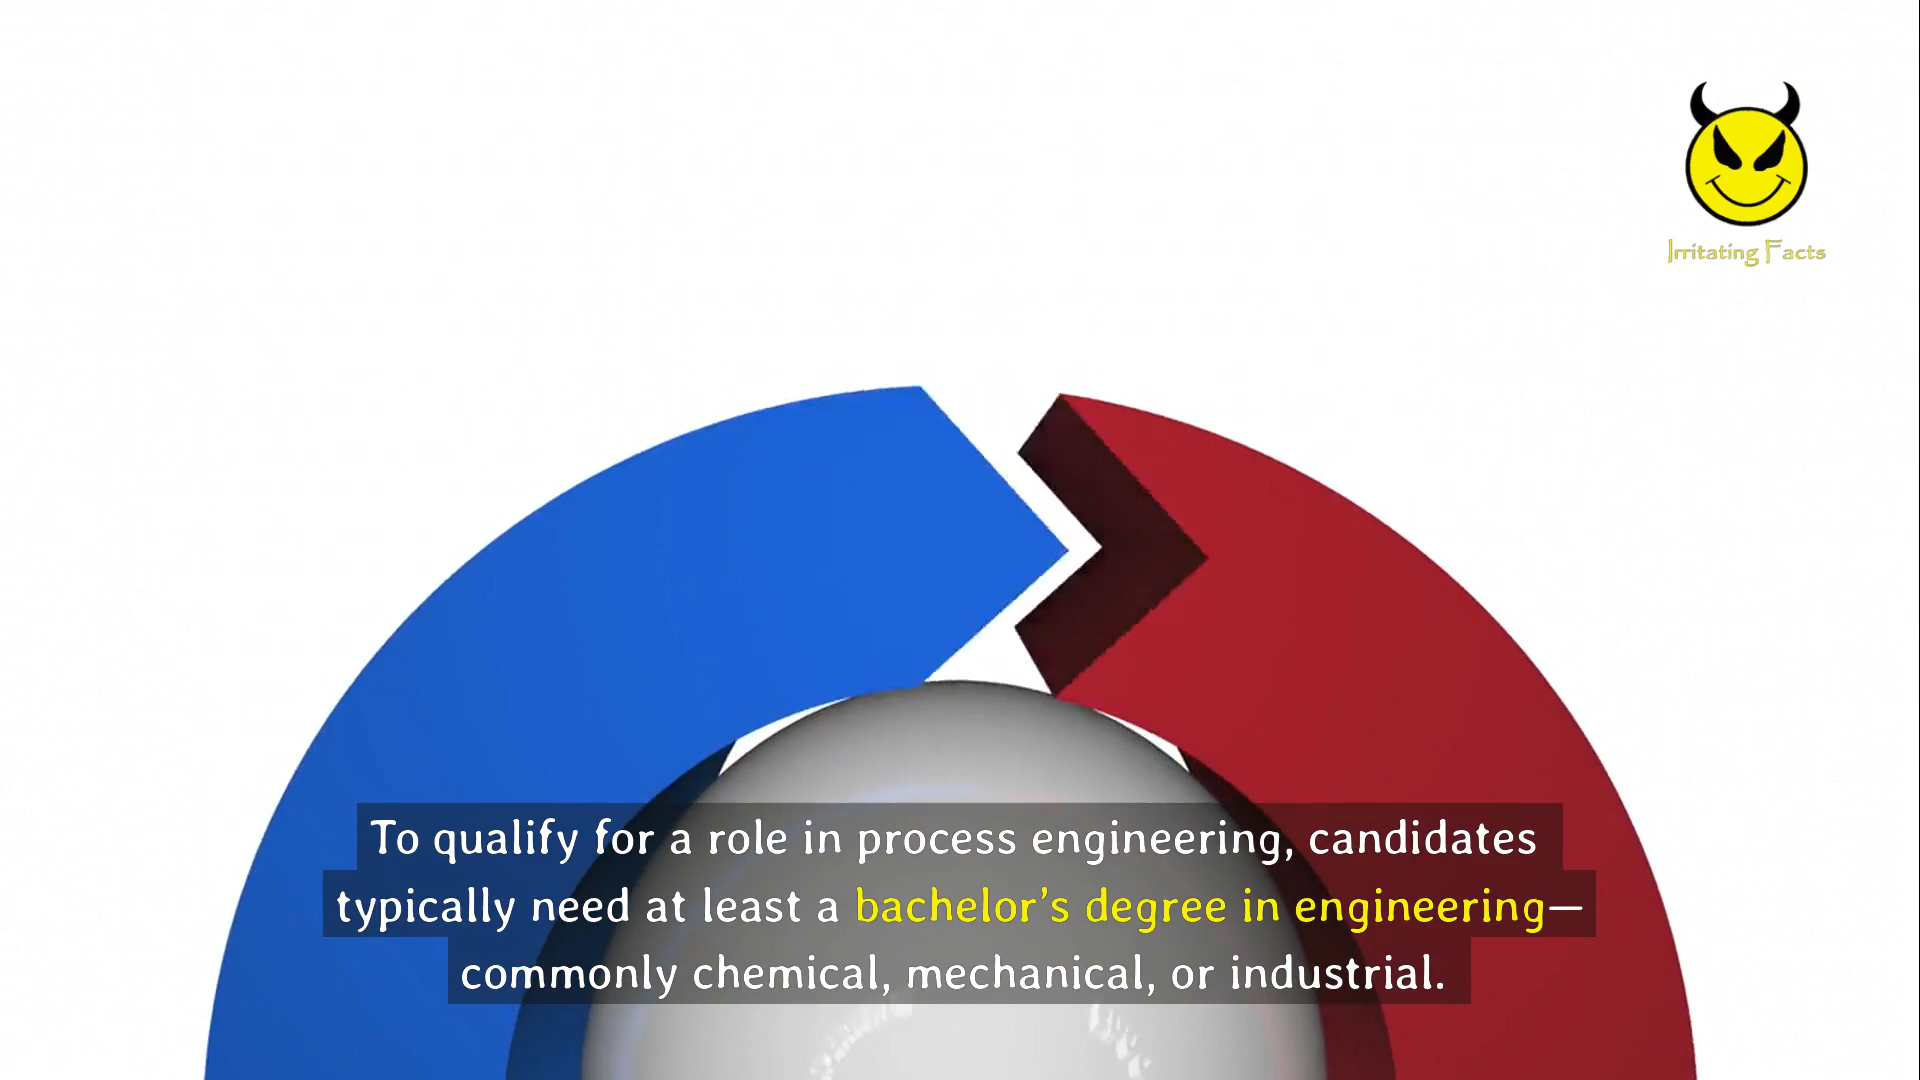 Irritating Facts
To qualify for a role in process engineering, candidates
typically need at least a bachelor’s degree in engineering—
commonly chemical, mechanical, or industrial.